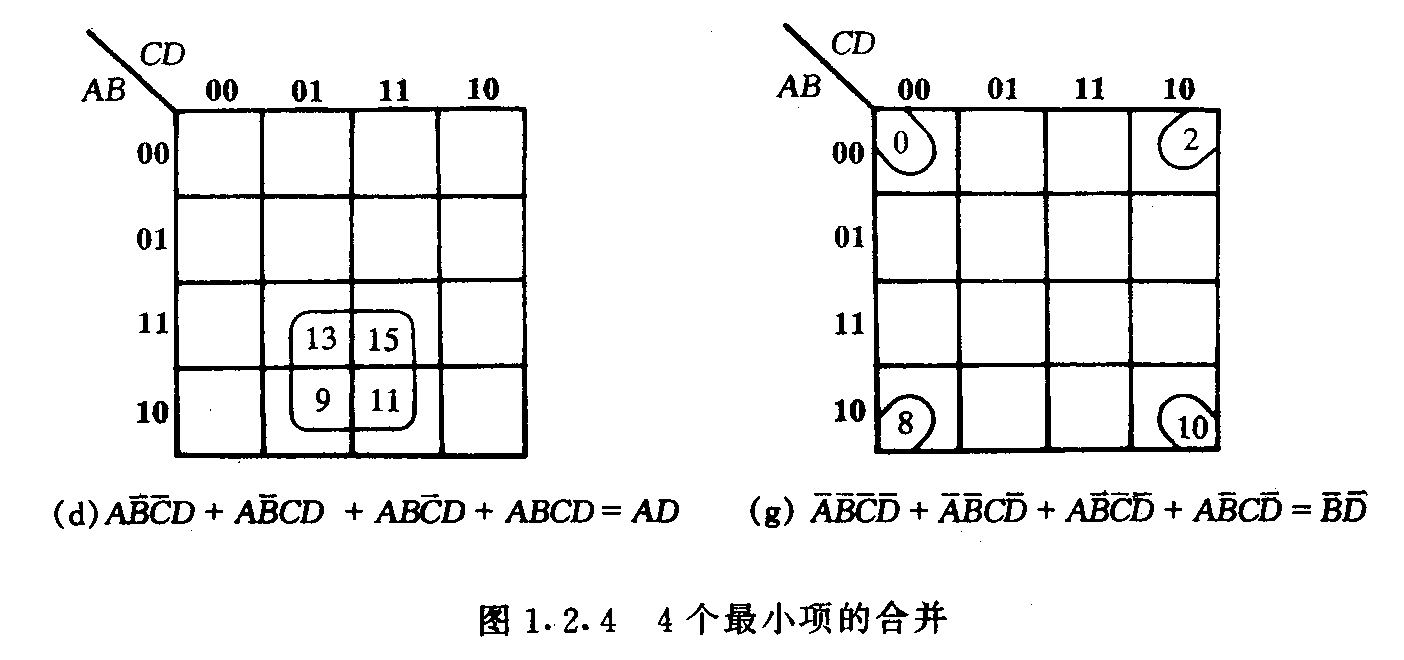 CD
AB 00 01 11 10
00
01
11 13 15
10 9 11
(d) AB̅C̅D + AB̅CD + ABC̅D + ABCD = AD
CD
AB 00 01 11 10
00 0 2
01
11
10 8 10
(g) A̅B̅C̅D̅ + A̅B̅CD̅ + AB̅C̅D̅ + AB̅CD̅ = B̅D̅
图 1.2.4 4 个最小项的合并